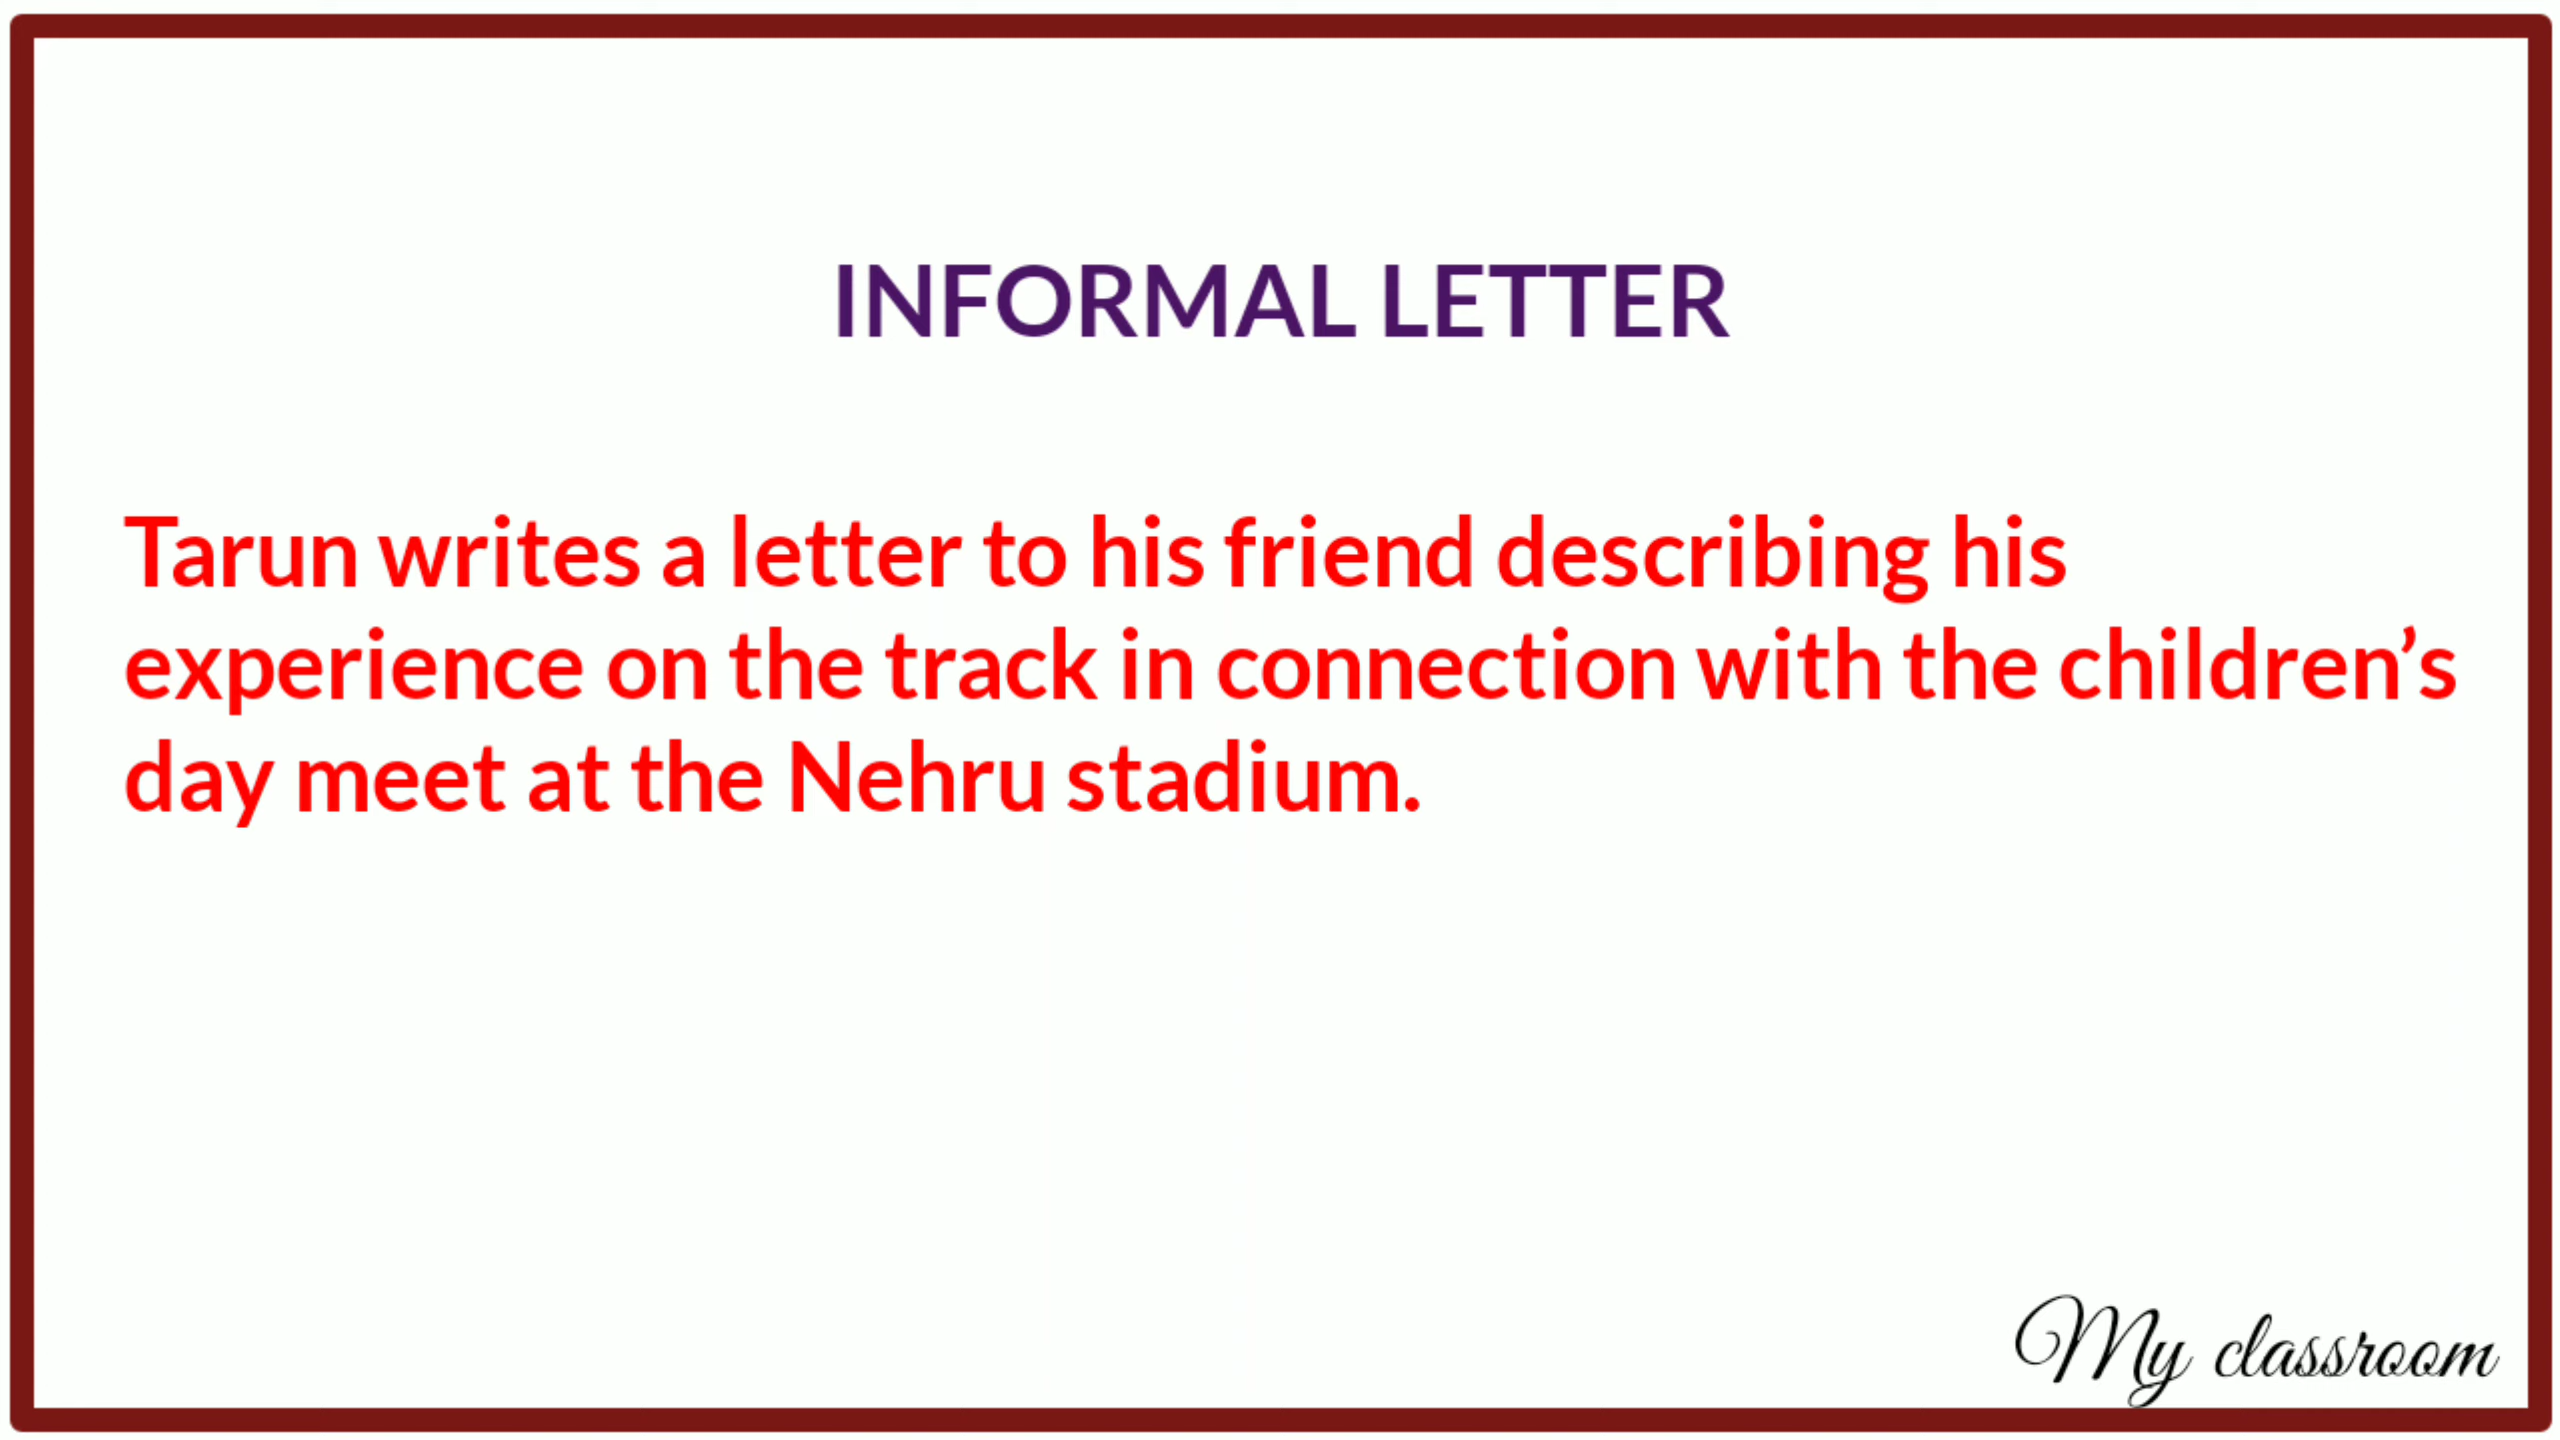 INFORMAL LETTER
Tarun writes a letter to his friend describing his
experience on the track in connection with the children’s
day meet at the Nehru stadium.
My classroom